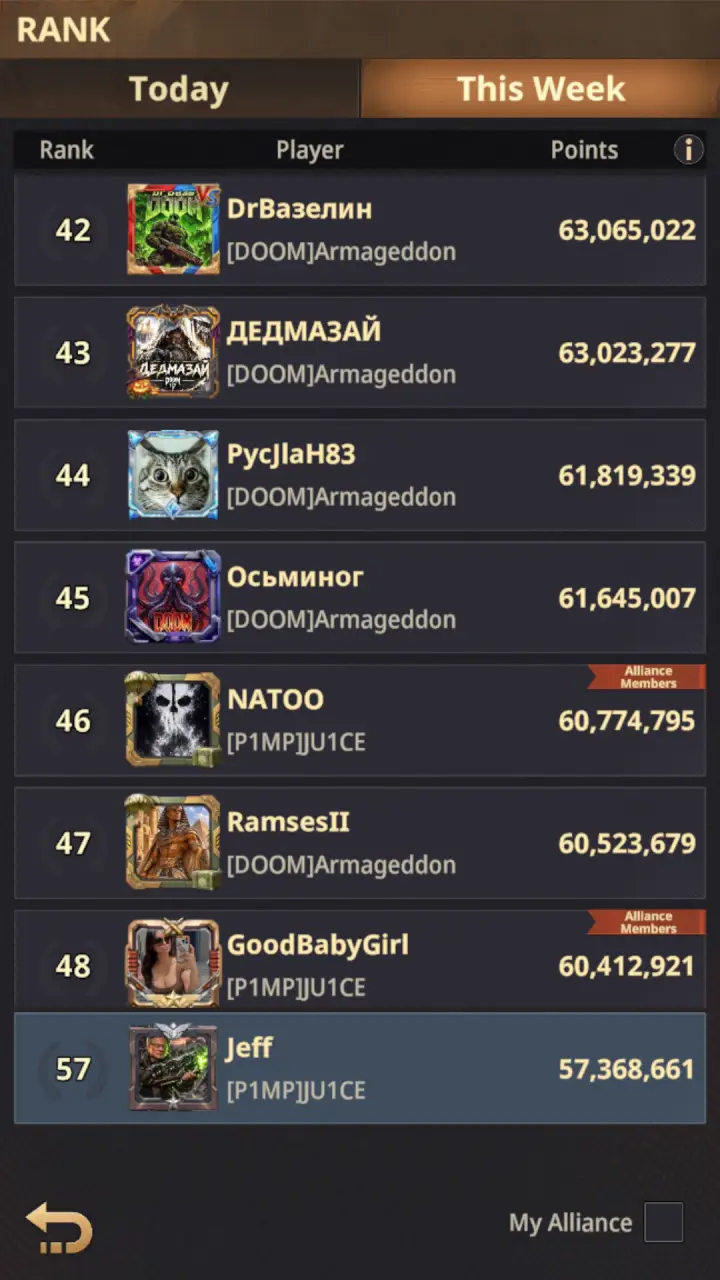 RANK
Today
This Week
Rank
Player
Points
i
42
DrВазелин
[DOOM]Armageddon
63,065,022
43
ДЕДМАЗАЙ
[DOOM]Armageddon
63,023,277
ДЕДМАЗАЙ
44
РусJlaH83
[DOOM]Armageddon
61,819,339
45
Осьминог
[DOOM]Armageddon
61,645,007
DOOM
Alliance
Members
46
NATOO
[P1MP]JU1CE
60,774,795
47
RamsesII
[DOOM]Armageddon
60,523,679
Alliance
Members
48
GoodBabyGirl
[P1MP]JU1CE
60,412,921
57
Jeff
[P1MP]JU1CE
57,368,661
My Alliance